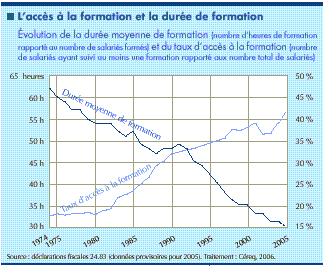 ■ L'accès à la formation et la durée de formation
Évolution de la durée moyenne de formation (nombre d'heures de formation
rapporté au nombre de salariés formés) et du taux d'accès à la formation (nombre
de salariés ayant suivi au moins une formation rapporté aux nombre total de salariés)
65 heures 50 %
60 h 45 %
55 h 40 %
50 h 35 %
45 h 30 %
40 h 25 %
35 h 20 %
30 h 15 %
Durée moyenne de formation
Taux d'accès à la formation
1974 1975 1980 1985 1990 1995 2000 2005
Source : déclarations fiscales 24.83 (données provisoires pour 2005). Traitement : Céreq, 2006.